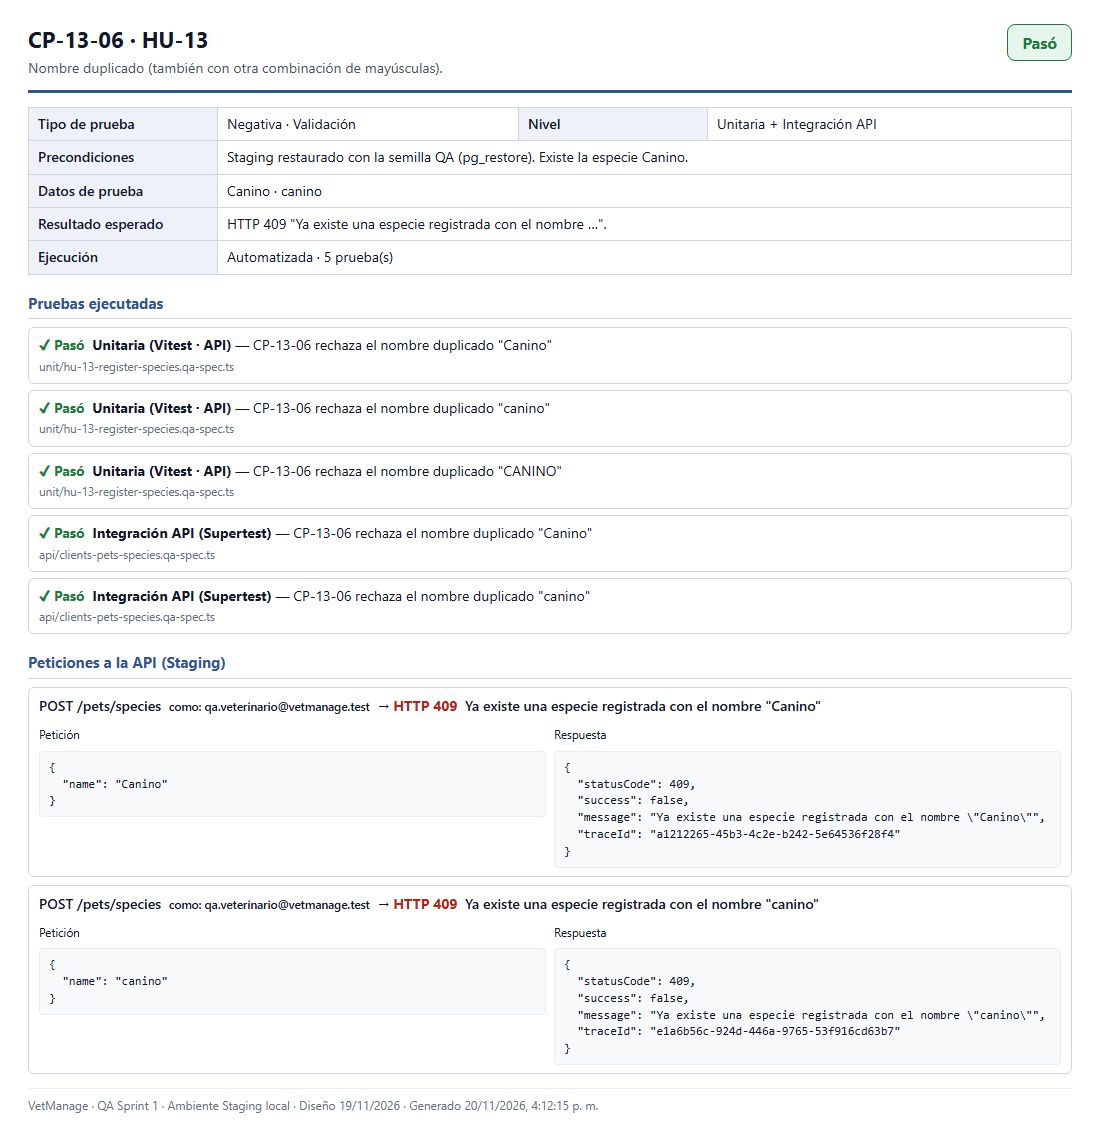 CP-13-06 · HU-13
Pasó
Nombre duplicado (también con otra combinación de mayúsculas).
Tipo de prueba Negativa · Validación Nivel Unitaria + Integración API
Precondiciones Staging restaurado con la semilla QA (pg_restore). Existe la especie Canino.
Datos de prueba Canino · canino
Resultado esperado HTTP 409 "Ya existe una especie registrada con el nombre ...".
Ejecución Automatizada · 5 prueba(s)
Pruebas ejecutadas
✓ Pasó Unitaria (Vitest · API) — CP-13-06 rechaza el nombre duplicado "Canino"
unit/hu-13-register-species.qa-spec.ts
✓ Pasó Unitaria (Vitest · API) — CP-13-06 rechaza el nombre duplicado "canino"
unit/hu-13-register-species.qa-spec.ts
✓ Pasó Unitaria (Vitest · API) — CP-13-06 rechaza el nombre duplicado "CANINO"
unit/hu-13-register-species.qa-spec.ts
✓ Pasó Integración API (Supertest) — CP-13-06 rechaza el nombre duplicado "Canino"
api/clients-pets-species.qa-spec.ts
✓ Pasó Integración API (Supertest) — CP-13-06 rechaza el nombre duplicado "canino"
api/clients-pets-species.qa-spec.ts
Peticiones a la API (Staging)
POST /pets/species como: qa.veterinario@vetmanage.test → HTTP 409 Ya existe una especie registrada con el nombre "Canino"
Petición
{
  "name": "Canino"
}
Respuesta
{
  "statusCode": 409,
  "success": false,
  "message": "Ya existe una especie registrada con el nombre \"Canino\"",
  "traceId": "a1212265-45b3-4c2e-b242-5e64536f28f4"
}
POST /pets/species como: qa.veterinario@vetmanage.test → HTTP 409 Ya existe una especie registrada con el nombre "canino"
Petición
{
  "name": "canino"
}
Respuesta
{
  "statusCode": 409,
  "success": false,
  "message": "Ya existe una especie registrada con el nombre \"canino\"",
  "traceId": "e1a6b56c-924d-446a-9765-53f916cd63b7"
}
VetManage · QA Sprint 1 · Ambiente Staging local · Diseño 19/11/2026 · Generado 20/11/2026, 4:12:15 p. m.